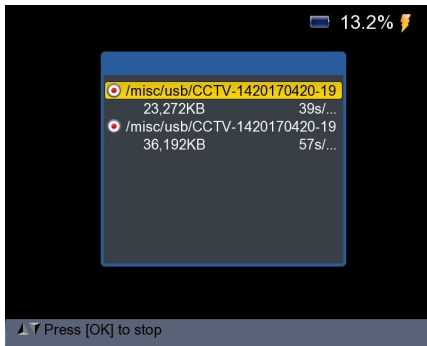 13.2%
/misc/usb/CCTV-1420170420-19
23,272KB 39s/...
/misc/usb/CCTV-1420170420-19
36,192KB 57s/...
Press [OK] to stop